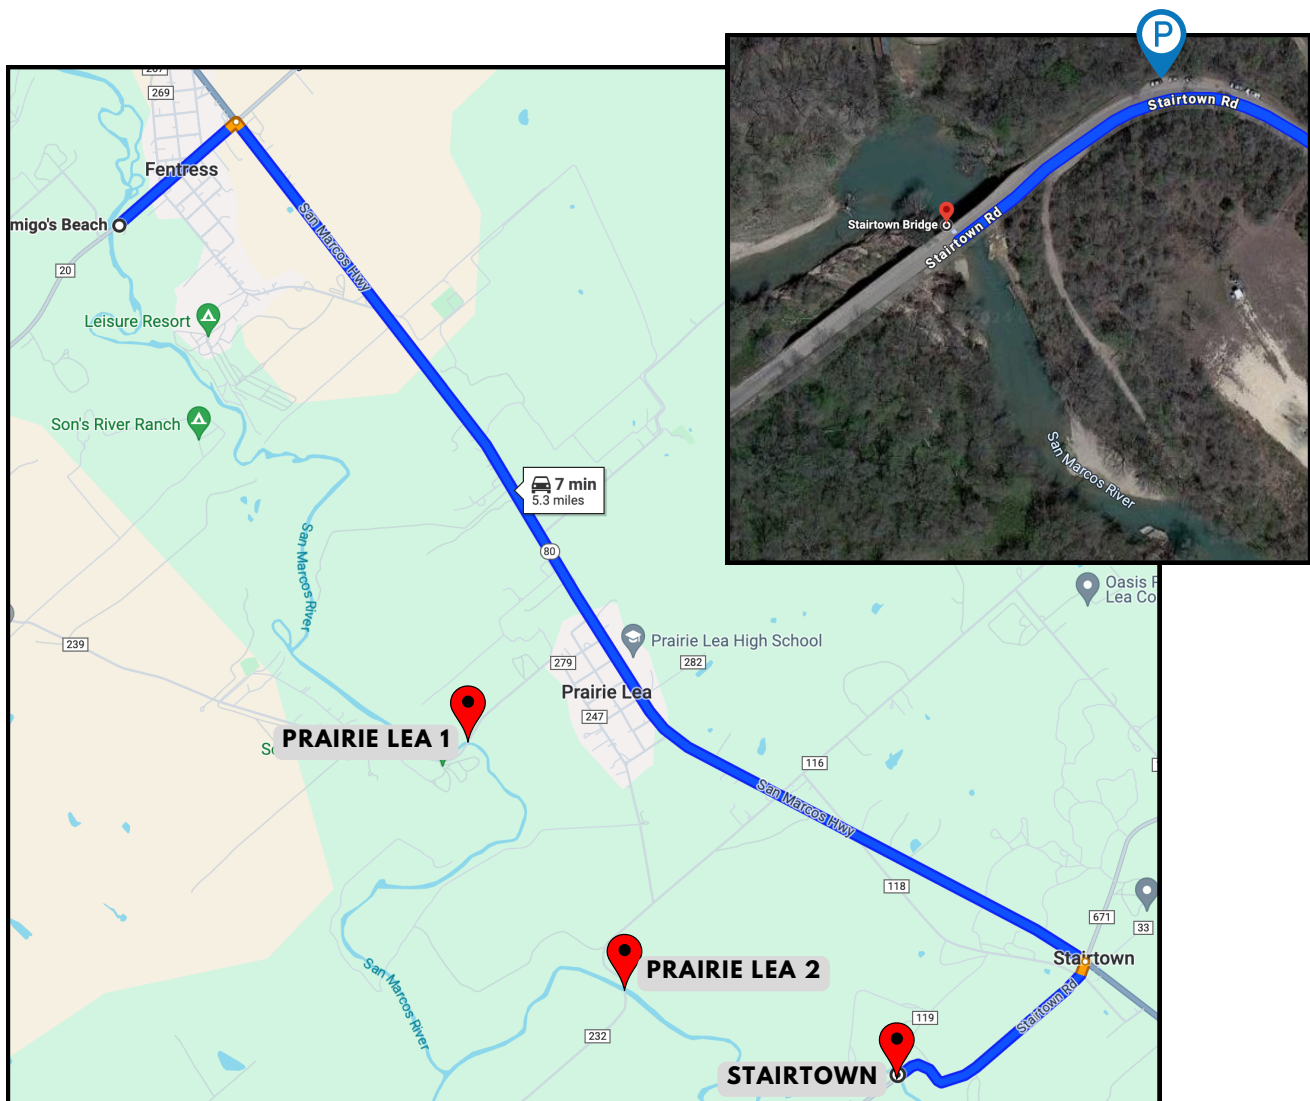 P
Stairtown Rd
Stairtown Bridge
Stairtown Rd
San Marcos River
269
Fentress
migo's Beach
20
San Marcos Hwy
Leisure Resort
Son's River Ranch
7 min
5.3 miles
80
San Marcos River
Oasis
Lea Co
239
Prairie Lea High School
279
282
Prairie Lea
247
PRAIRIE LEA 1
116
San Marcos Hwy
118
671
33
Stairtown
San Marcos River
PRAIRIE LEA 2
Stairtown Rd
119
232
STAIRTOWN